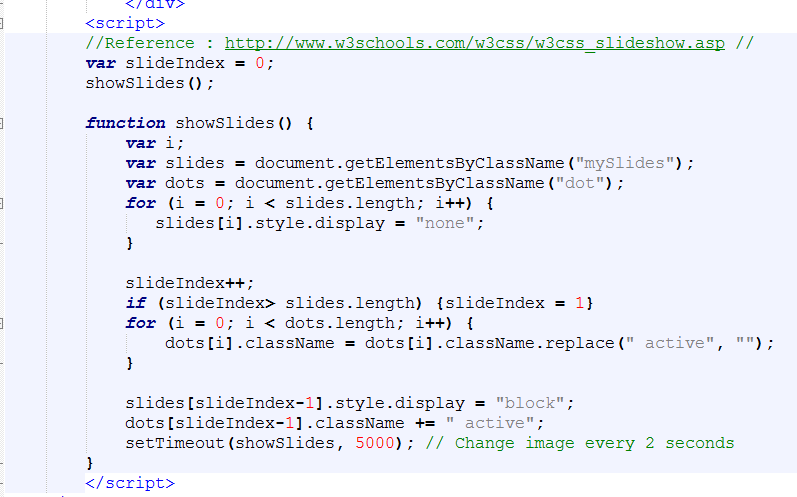 </div>
<script>
//Reference : http://www.w3schools.com/w3css/w3css_slideshow.asp //
var slideIndex = 0;
showSlides();
function showSlides() {
var i;
var slides = document.getElementsByClassName("mySlides");
var dots = document.getElementsByClassName("dot");
for (i = 0; i < slides.length; i++) {
slides[i].style.display = "none";
}
slideIndex++;
if (slideIndex> slides.length) {slideIndex = 1}
for (i = 0; i < dots.length; i++) {
dots[i].className = dots[i].className.replace(" active", "");
}
slides[slideIndex-1].style.display = "block";
dots[slideIndex-1].className += " active";
setTimeout(showSlides, 5000); // Change image every 2 seconds
}
</script>